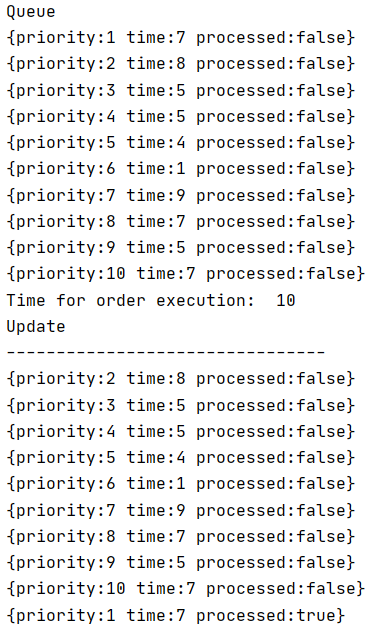 Queue
{priority:1 time:7 processed:false}
{priority:2 time:8 processed:false}
{priority:3 time:5 processed:false}
{priority:4 time:5 processed:false}
{priority:5 time:4 processed:false}
{priority:6 time:1 processed:false}
{priority:7 time:9 processed:false}
{priority:8 time:7 processed:false}
{priority:9 time:5 processed:false}
{priority:10 time:7 processed:false}
Time for order execution:  10
Update
--------------------------------
{priority:2 time:8 processed:false}
{priority:3 time:5 processed:false}
{priority:4 time:5 processed:false}
{priority:5 time:4 processed:false}
{priority:6 time:1 processed:false}
{priority:7 time:9 processed:false}
{priority:8 time:7 processed:false}
{priority:9 time:5 processed:false}
{priority:10 time:7 processed:false}
{priority:1 time:7 processed:true}